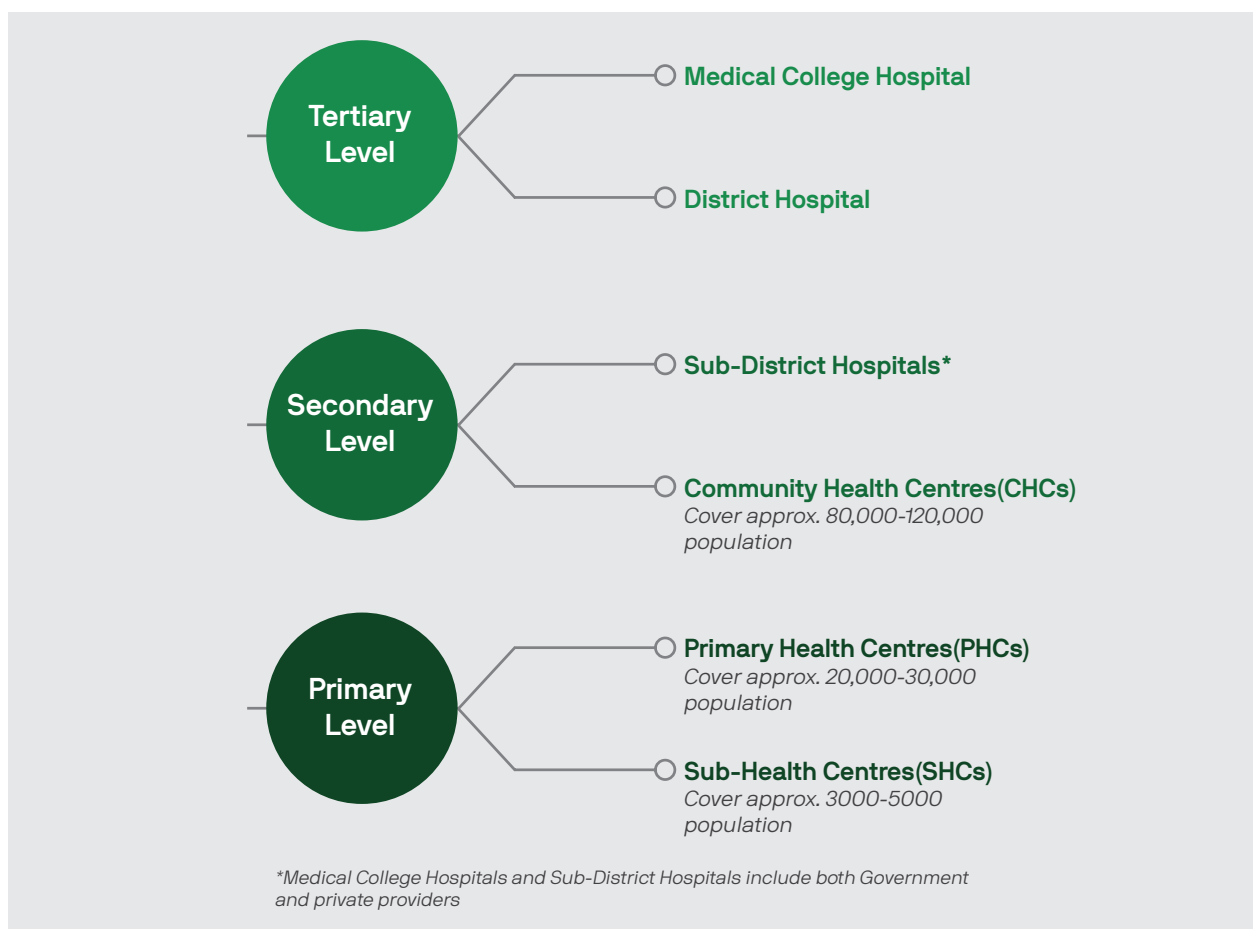 Tertiary
Level
Medical College Hospital
District Hospital
Secondary
Level
Sub-District Hospitals*
Community Health Centres(CHCs)
Cover approx. 80,000-120,000
population
Primary
Level
Primary Health Centres(PHCs)
Cover approx. 20,000-30,000
population
Sub-Health Centres(SHCs)
Cover approx. 3000-5000
population
*Medical College Hospitals and Sub-District Hospitals include both Government
and private providers